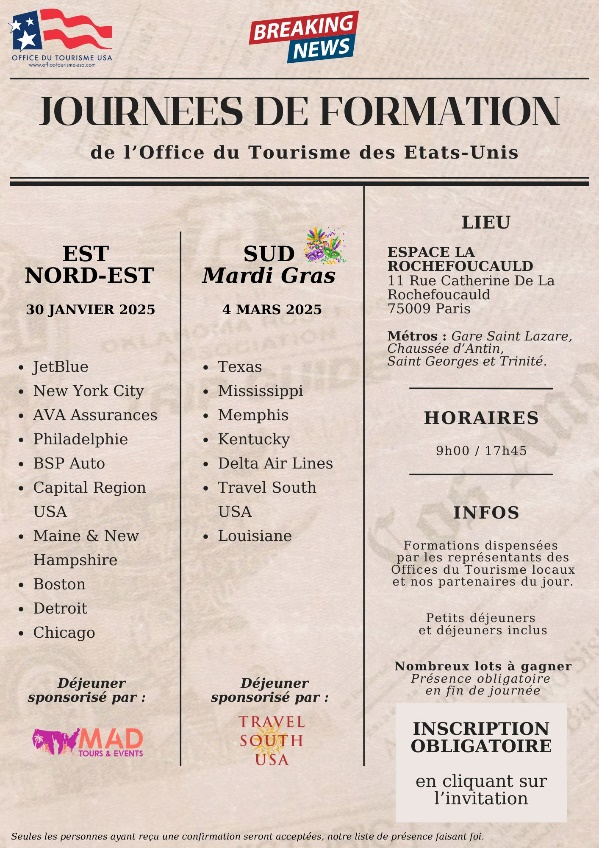 OFFICE DU TOURISME USA
www.officetourisme-usa.com
BREAKING
NEWS
JOURNEES DE FORMATION
de l’Office du Tourisme des Etats-Unis
EST
NORD-EST
30 JANVIER 2025
• JetBlue
• New York City
• AVA Assurances
• Philadelphie
• BSP Auto
• Capital Region
USA
• Maine & New
Hampshire
• Boston
• Detroit
• Chicago
Déjeuner
sponsorisé par :
MAD
TOURS & EVENTS
SUD
Mardi Gras
4 MARS 2025
• Texas
• Mississippi
• Memphis
• Kentucky
• Delta Air Lines
• Travel South
USA
• Louisiane
Déjeuner
sponsorisé par :
TRAVEL
SOUTH
USA
LIEU
ESPACE LA
ROCHEFOUCAULD
11 Rue Catherine De La
Rochefoucauld
75009 Paris
Métros : Gare Saint Lazare,
Chaussée d’Antin,
Saint Georges et Trinité.
HORAIRES
9h00 / 17h45
INFOS
Formations dispensées
par les représentants des
Offices du Tourisme locaux
et nos partenaires du jour.
Petits déjeuners
et déjeuners inclus
Nombreux lots à gagner
Présence obligatoire
en fin de journée
INSCRIPTION
OBLIGATOIRE
en cliquant sur
l’invitation
Seules les personnes ayant reçu une confirmation seront acceptées, notre liste de présence faisant foi.